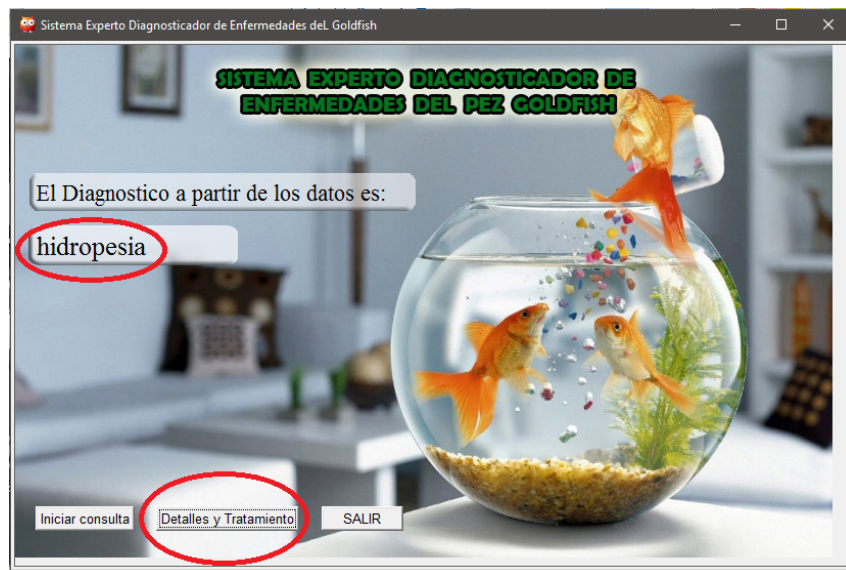 Sistema Experto Diagnosticador de Enfermedades deL Goldfish
SISTEMA EXPERTO DIAGNOSTICADOR DE
ENFERMEDADES DEL PEZ GOLDFISH
El Diagnostico a partir de los datos es:
hidropesia
Iniciar consulta
Detalles y Tratamiento
SALIR